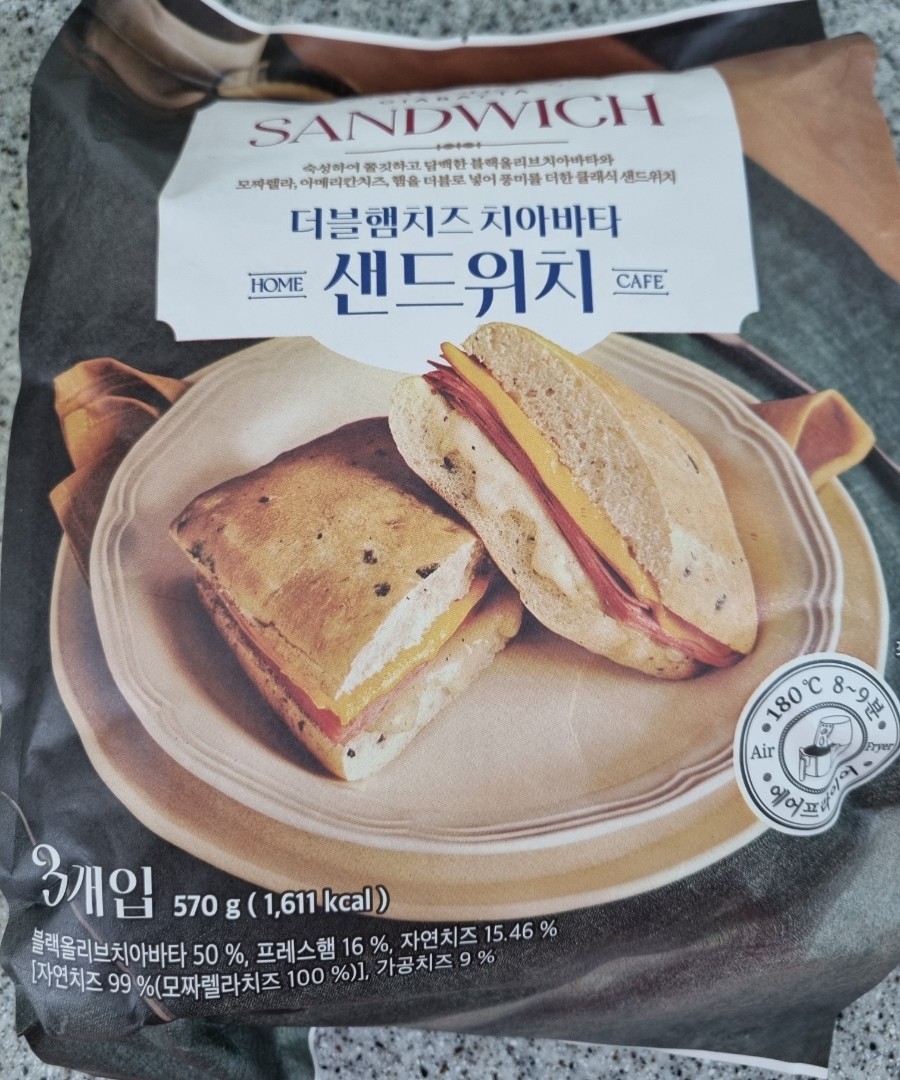 CIABATTA
SANDWICH
숙성하여 쫄깃하고 담백한 블랙올리브치아바타와
모짜렐라, 아메리칸치즈, 햄을 더블로 넣어 풍미를 더한 클래식 샌드위치
더블햄치즈 치아바타
HOME 샌드위치 CAFE
180℃ 8~9분
Air Fryer
에어프라이어
3개입 570 g ( 1,611 kcal )
블랙올리브치아바타 50 %, 프레스햄 16 %, 자연치즈 15.46 %
[자연치즈 99 %(모짜렐라치즈 100 %)], 가공치즈 9 %